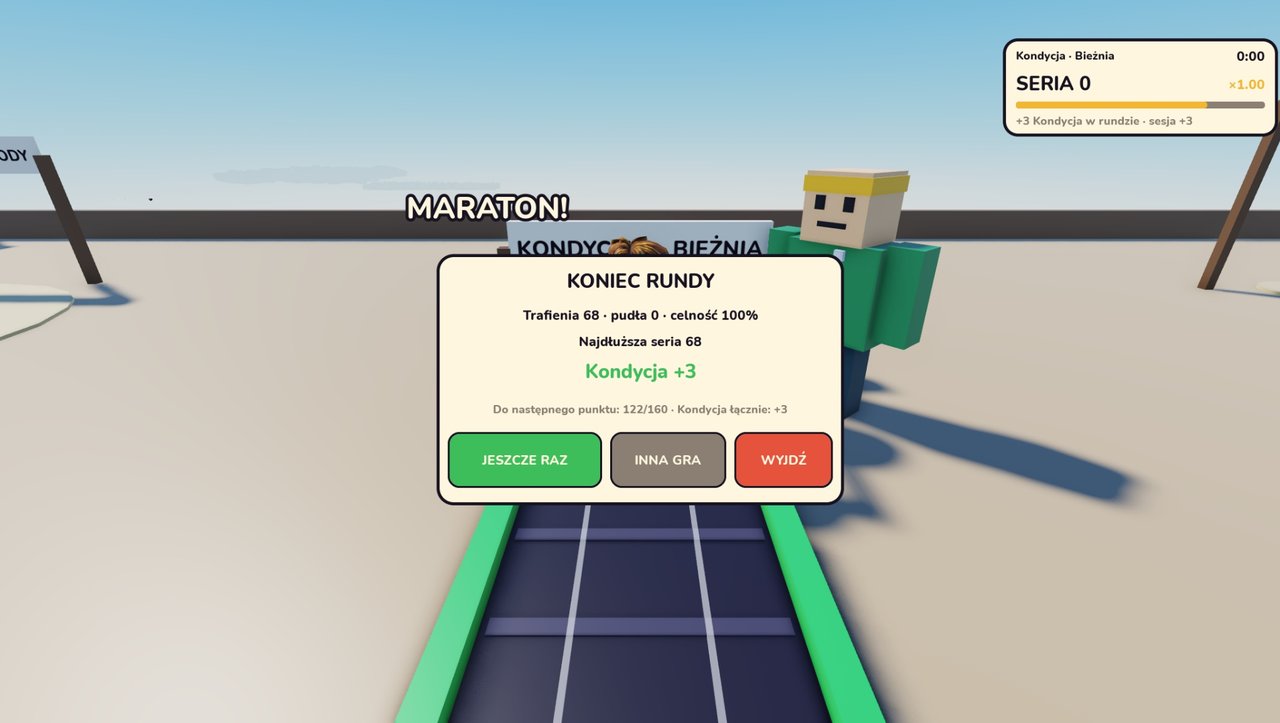 Kondycja · Bieżnia 0:00
SERIA 0 ×1.00
+3 Kondycja w rundzie · sesja +3
ODY
MARATON!
BIEŻNIA
KONIEC RUNDY
Trafienia 68 · pudła 0 · celność 100%
Najdłuższa seria 68
Kondycja +3
Do następnego punktu: 122/160 · Kondycja łącznie: +3
JESZCZE RAZ INNA GRA WYJDŹ